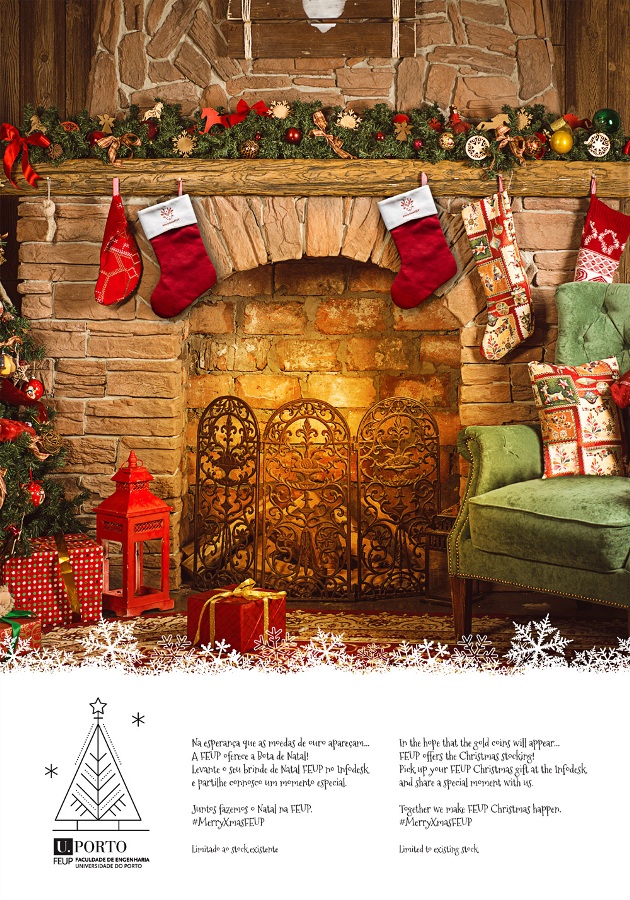 Na esperança que as moedas de ouro apareçam...
A FEUP oferece a Bota de Natal!
Levante o seu brinde de Natal FEUP no Infodesk
e partilhe connosco um momento especial.
Juntos fazemos o Natal na FEUP.
#MerryXmasFEUP
Limitado ao stock existente
In the hope that the gold coins will appear...
FEUP offers the Christmas stocking!
Pick up your FEUP Christmas gift at the Infodesk
and share a special moment with us.
Together we make FEUP Christmas happen.
#MerryXmasFEUP
Limited to existing stock
U. PORTO
FEUP FACULDADE DE ENGENHARIA
UNIVERSIDADE DO PORTO